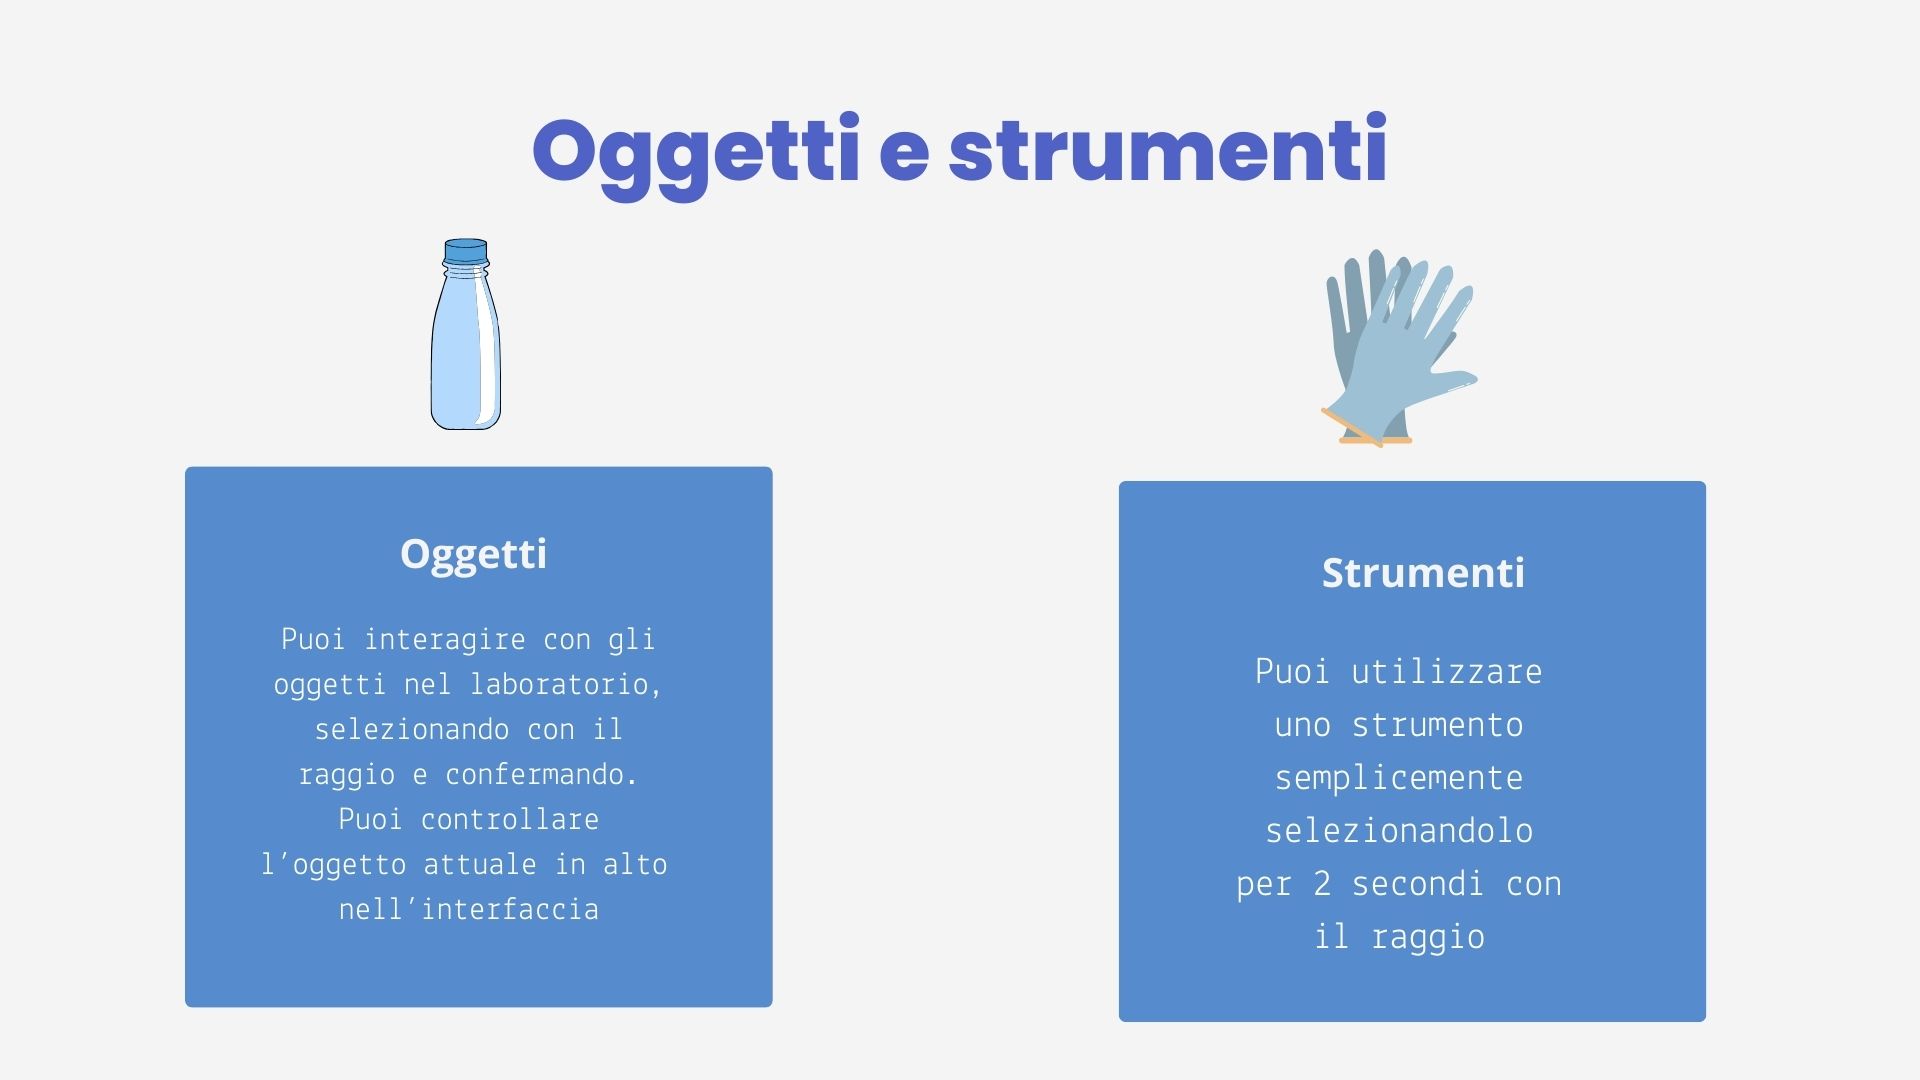 Oggetti e strumenti
Oggetti
Puoi interagire con gli
oggetti nel laboratorio,
selezionando con il
raggio e confermando.
Puoi controllare
l'oggetto attuale in alto
nell'interfaccia
Strumenti
Puoi utilizzare
uno strumento
semplicemente
selezionandolo
per 2 secondi con
il raggio